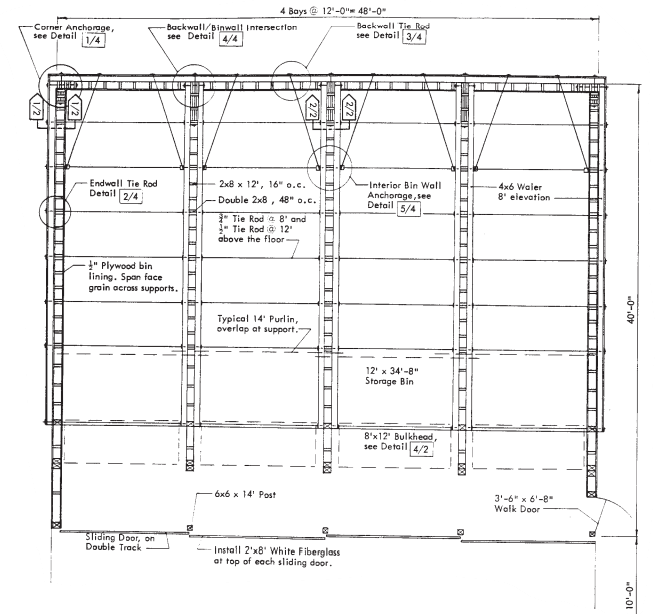 4 Bays @ 12'-0"= 48'-0"
Corner Anchorage,
see Detail 1/4
Backwall/Binwall Intersection
see Detail 4/4
Backwall Tie Rod
see Detail 3/4
1/2
1/2
2/2
2/2
Endwall Tie Rod
Detail 2/4
2x8 x 12', 16" o.c.
Double 2x8 , 48" o.c.
3/4" Tie Rod @ 8' and
1/2" Tie Rod @ 12'
above the floor
Interior Bin Wall
Anchorage, see
Detail 5/4
4x6 Waler
8' elevation
1/2" Plywood bin
lining. Span face
grain across supports.
Typical 14' Purlin,
overlap at support.
12' x 34'-8"
Storage Bin
40'-0"
8'x12' Bulkhead,
see Detail 4/2
6x6 x 14' Post
3'-6" x 6'-8"
Walk Door
Sliding Door, on
Double Track
Install 2'x8' White Fiberglass
at top of each sliding door.
10'-0"